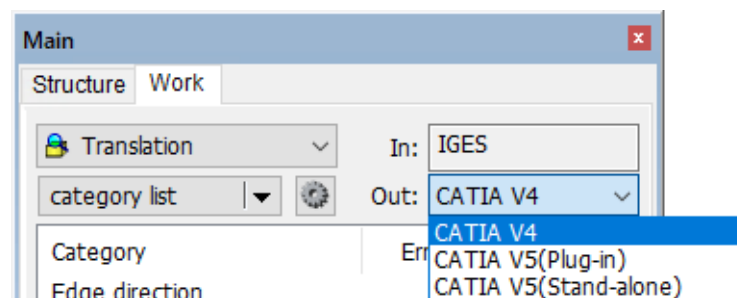 Main
x
Structure Work
Translation In: IGES
category list Out: CATIA V4
CATIA V4
Category
CATIA V5(Plug-in)
Edge direction CATIA V5(Stand-alone)